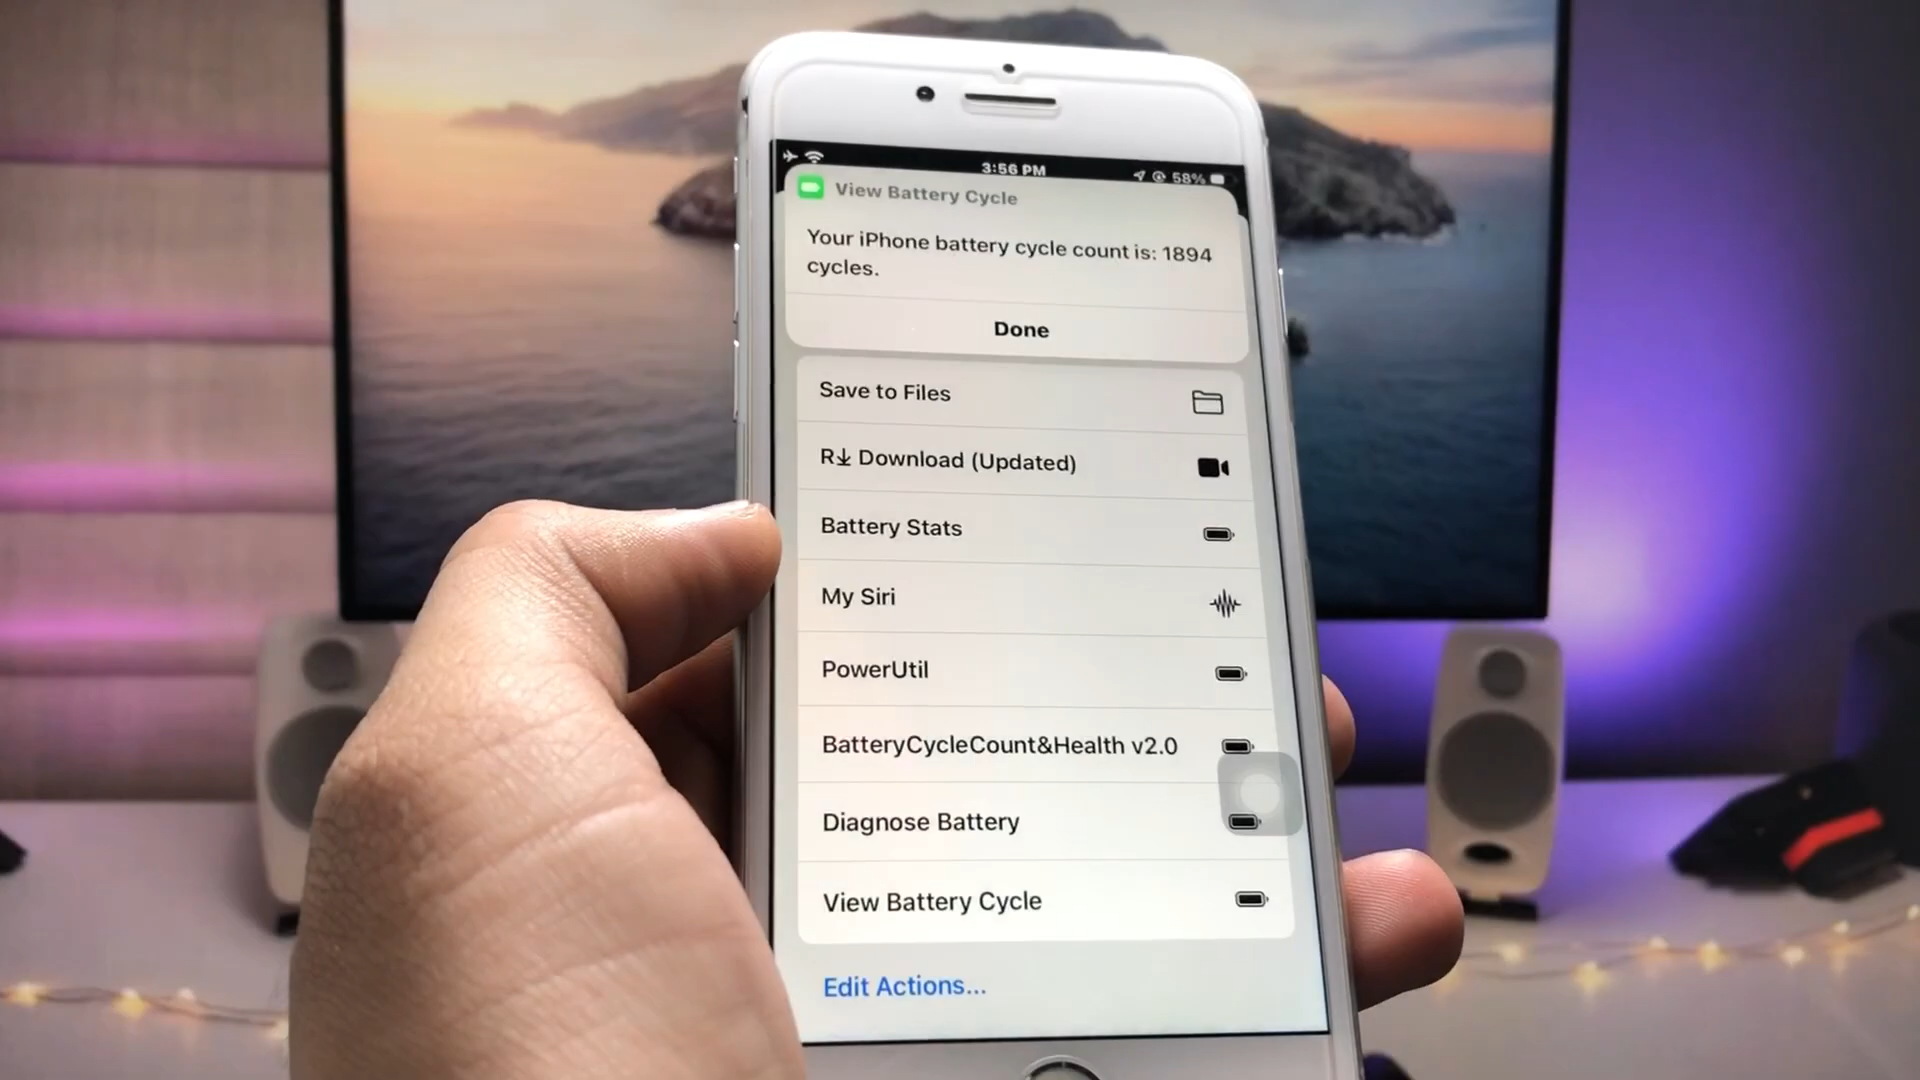 3:56 PM
58%
View Battery Cycle
Your iPhone battery cycle count is: 1894
cycles.
Done
Save to Files
R↓ Download (Updated)
Battery Stats
My Siri
PowerUtil
BatteryCycleCount&Health v2.0
Diagnose Battery
View Battery Cycle
Edit Actions...